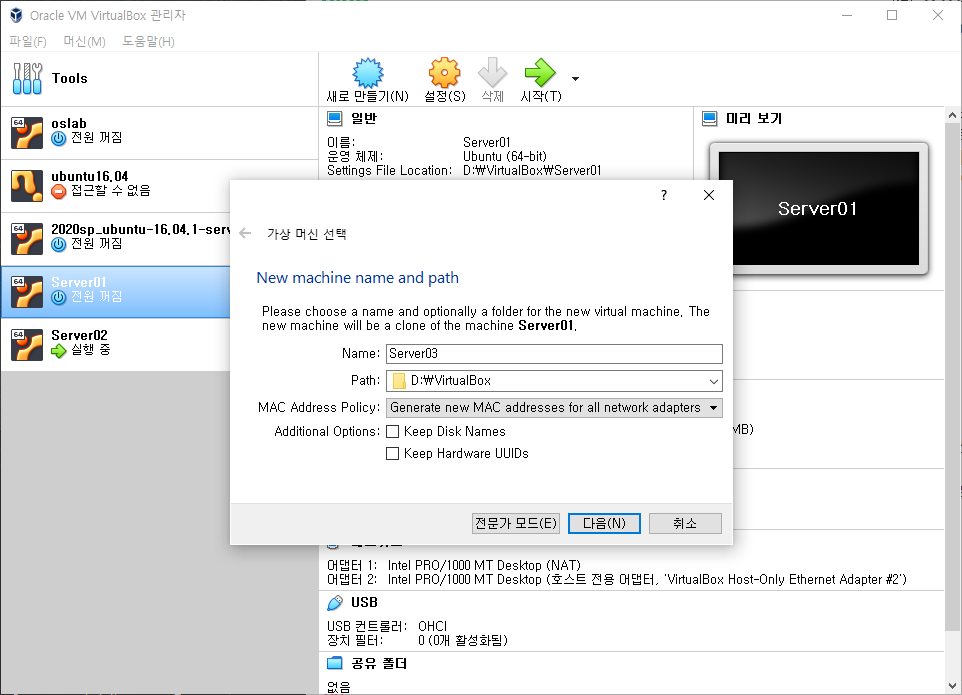 Oracle VM VirtualBox 관리자
파일(F) 머신(M) 도움말(H)
Tools
새로 만들기(N) 설정(S) 삭제 시작(T)
64 oslab
전원 꺼짐
ubuntu16.04
접근할 수 없음
64 2020sp_ubuntu-16.04.1-serv
전원 꺼짐
64 Server01
전원 꺼짐
64 Server02
실행 중
일반
이름: Server01
운영 체제: Ubuntu (64-bit)
Settings File Location: D:₩VirtualBox₩Server01
미리 보기
Server01
? 
가상 머신 선택
New machine name and path
Please choose a name and optionally a folder for the new virtual machine. The
new machine will be a clone of the machine Server01.
Name: Server03
Path: D:₩VirtualBox
MAC Address Policy: Generate new MAC addresses for all network adapters
Additional Options: Keep Disk Names
Keep Hardware UUIDs
전문가 모드(E) 다음(N) 취소
MB)
어댑터 1: Intel PRO/1000 MT Desktop (NAT)
어댑터 2: Intel PRO/1000 MT Desktop (호스트 전용 어댑터, 'VirtualBox Host-Only Ethernet Adapter #2')
USB
USB 컨트롤러: OHCI
장치 필터: 0 (0개 활성화됨)
공유 폴더
없음